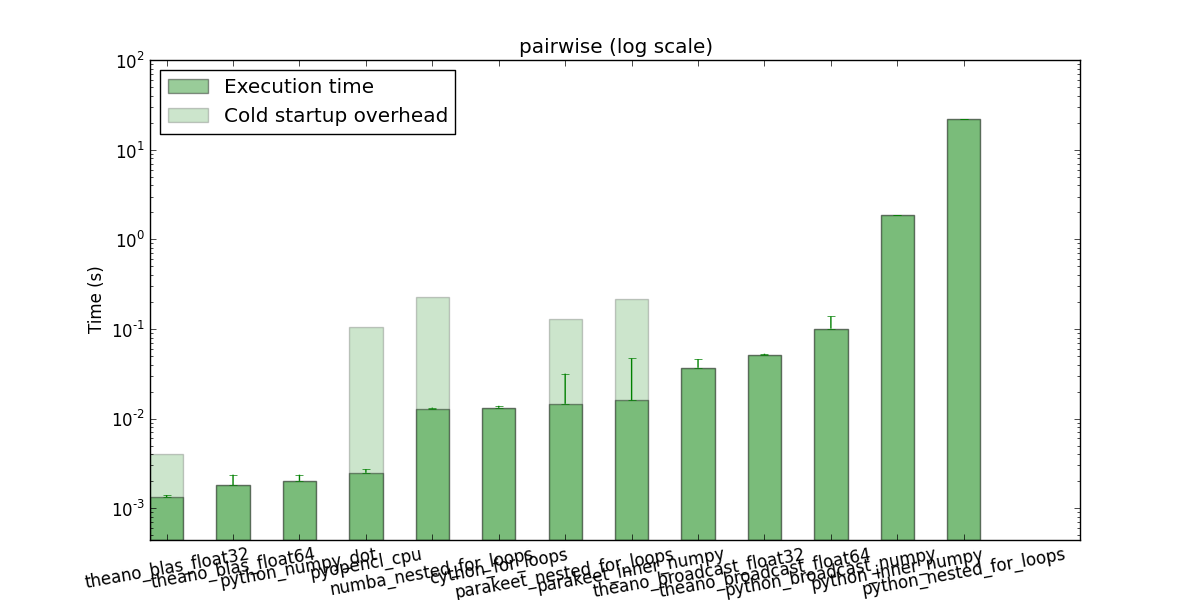 pairwise (log scale)
10^2
10^1
10^0
10^-1
10^-2
10^-3
Time (s)
Execution time
Cold startup overhead
theano_blas_float32
theano_blas_float64
python_numpy_dot
pyopencl_cpu
numba_nested_for_loops
cython_for_loops
parakeet_nested_for_loops
parakeet_inner_numpy
theano_broadcast_float32
theano_broadcast_float64
python_broadcast_numpy
python_inner_numpy
python_nested_for_loops